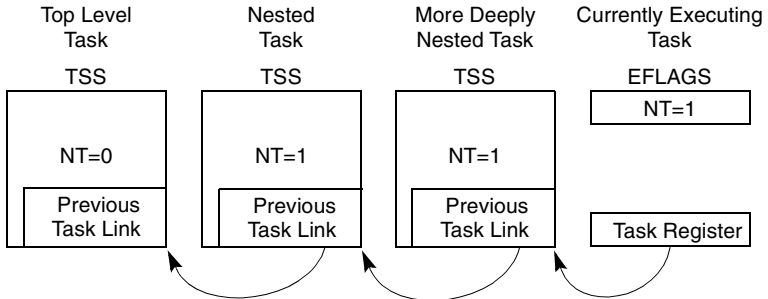 Top Level
Task
TSS
NT=0
Previous
Task Link
Nested
Task
TSS
NT=1
Previous
Task Link
More Deeply
Nested Task
TSS
NT=1
Previous
Task Link
Currently Executing
Task
EFLAGS
NT=1
Task Register